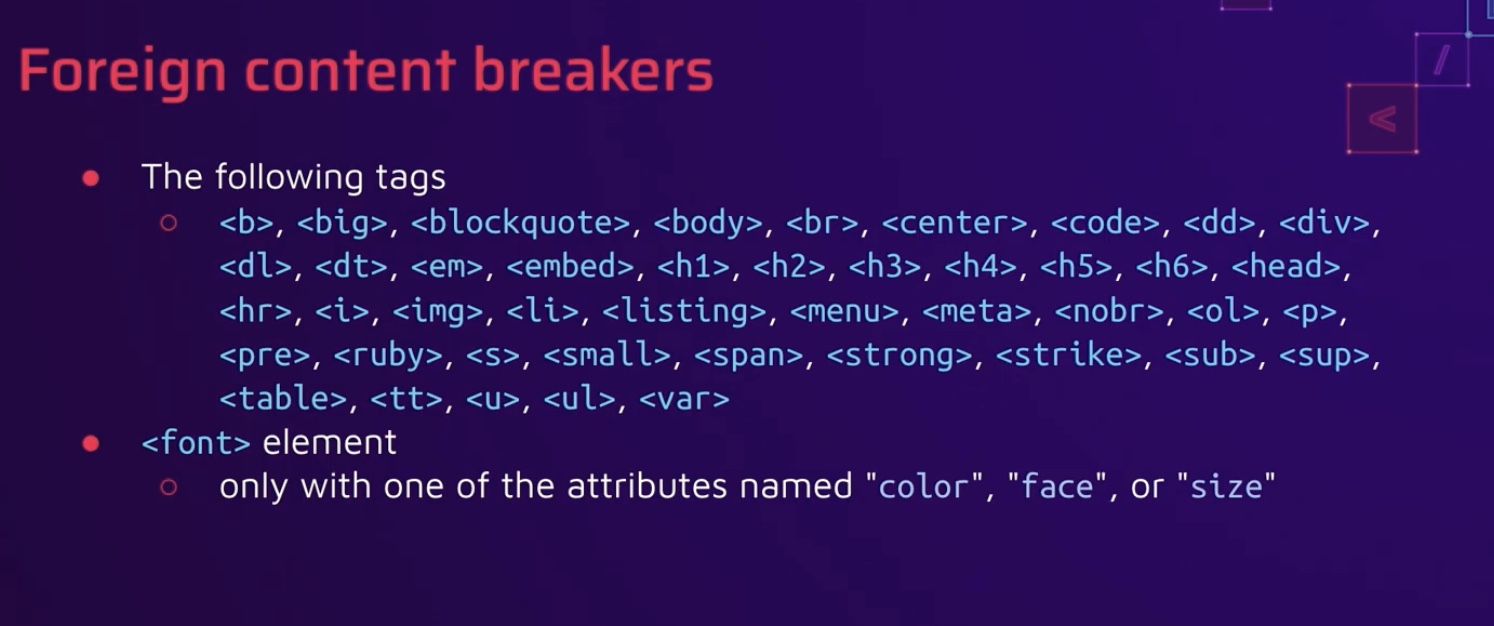 Foreign content breakers
/
<
The following tags
<b>, <big>, <blockquote>, <body>, <br>, <center>, <code>, <dd>, <div>,
<dl>, <dt>, <em>, <embed>, <h1>, <h2>, <h3>, <h4>, <h5>, <h6>, <head>,
<hr>, <i>, <img>, <li>, <listing>, <menu>, <meta>, <nobr>, <ol>, <p>,
<pre>, <ruby>, <s>, <small>, <span>, <strong>, <strike>, <sub>, <sup>,
<table>, <tt>, <u>, <ul>, <var>
<font> element
only with one of the attributes named "color", "face", or "size"